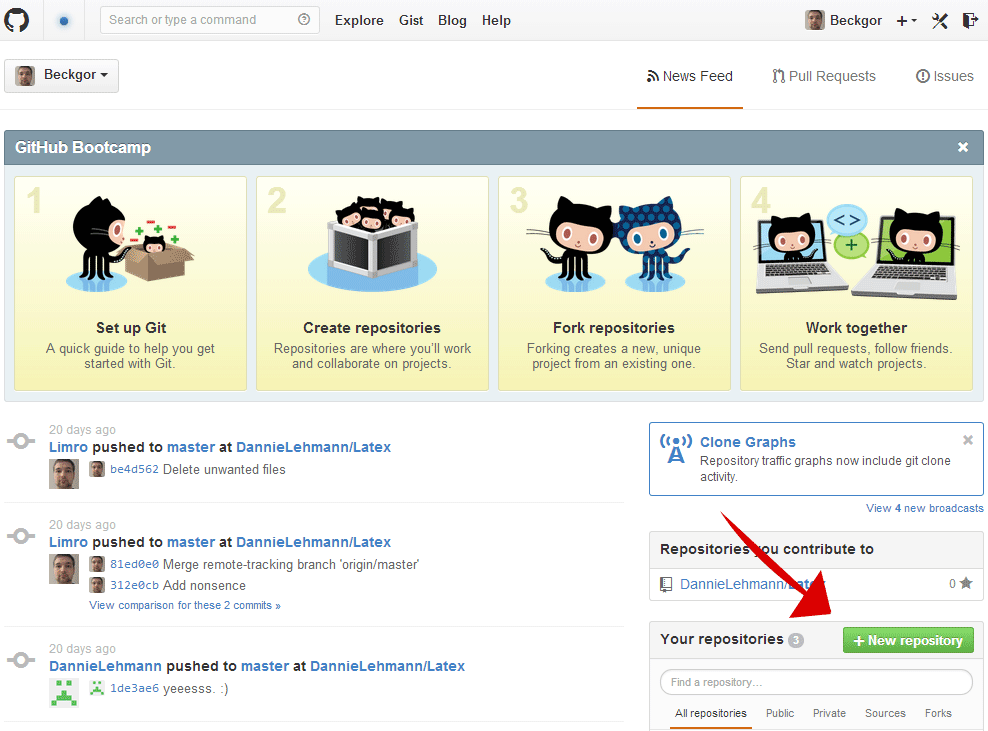 Search or type a command
Explore Gist Blog Help
Beckgor
Beckgor
News Feed Pull Requests Issues
GitHub Bootcamp
1
Set up Git
A quick guide to help you get
started with Git.
2
Create repositories
Repositories are where you'll work
and collaborate on projects.
3
Fork repositories
Forking creates a new, unique
project from an existing one.
4
Work together
Send pull requests, follow friends.
Star and watch projects.
20 days ago
Limro pushed to master at DannieLehmann/Latex
be4d562 Delete unwanted files
20 days ago
Limro pushed to master at DannieLehmann/Latex
81ed0e0 Merge remote-tracking branch 'origin/master'
312e0cb Add nonsence
View comparison for these 2 commits »
20 days ago
DannieLehmann pushed to master at DannieLehmann/Latex
1de3ae6 yeeesss. :)
Clone Graphs
Repository traffic graphs now include git clone
activity.
View 4 new broadcasts
Repositories you contribute to
DannieLehmann/Latex 0
Your repositories 3
+ New repository
Find a repository…
All repositories Public Private Sources Forks